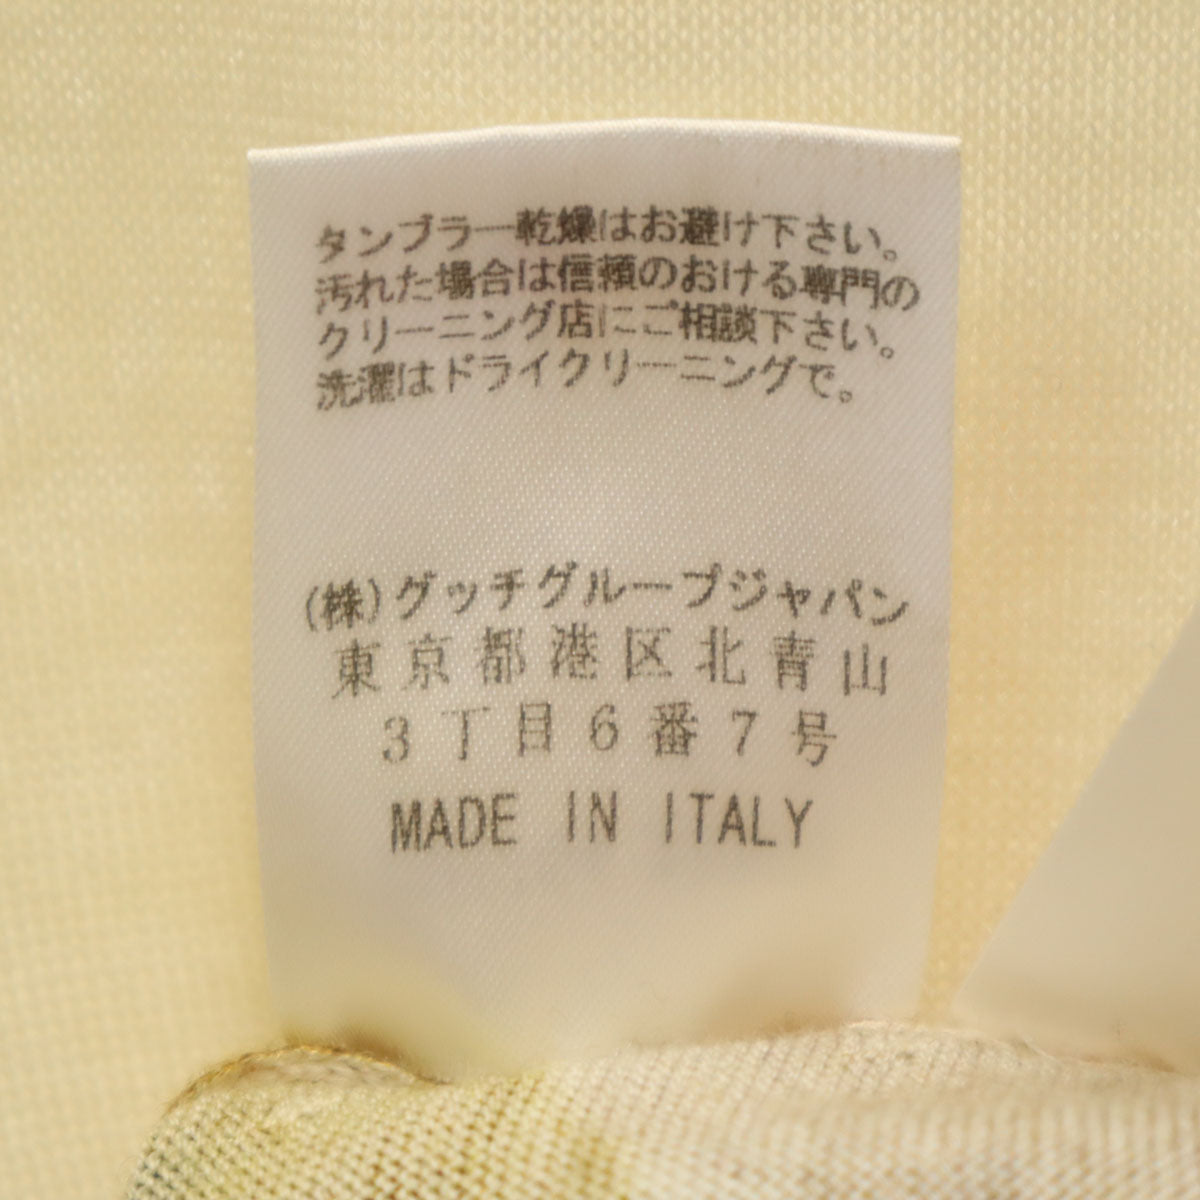 タンブラー乾燥はお避け下さい。
汚れた場合は信頼のおける専門の
クリーニング店にご相談下さい。
洗濯はドライクリーニングで。
(株)グッチグループジャパン
東京都港区北青山
3丁目6番7号
MADE IN ITALY